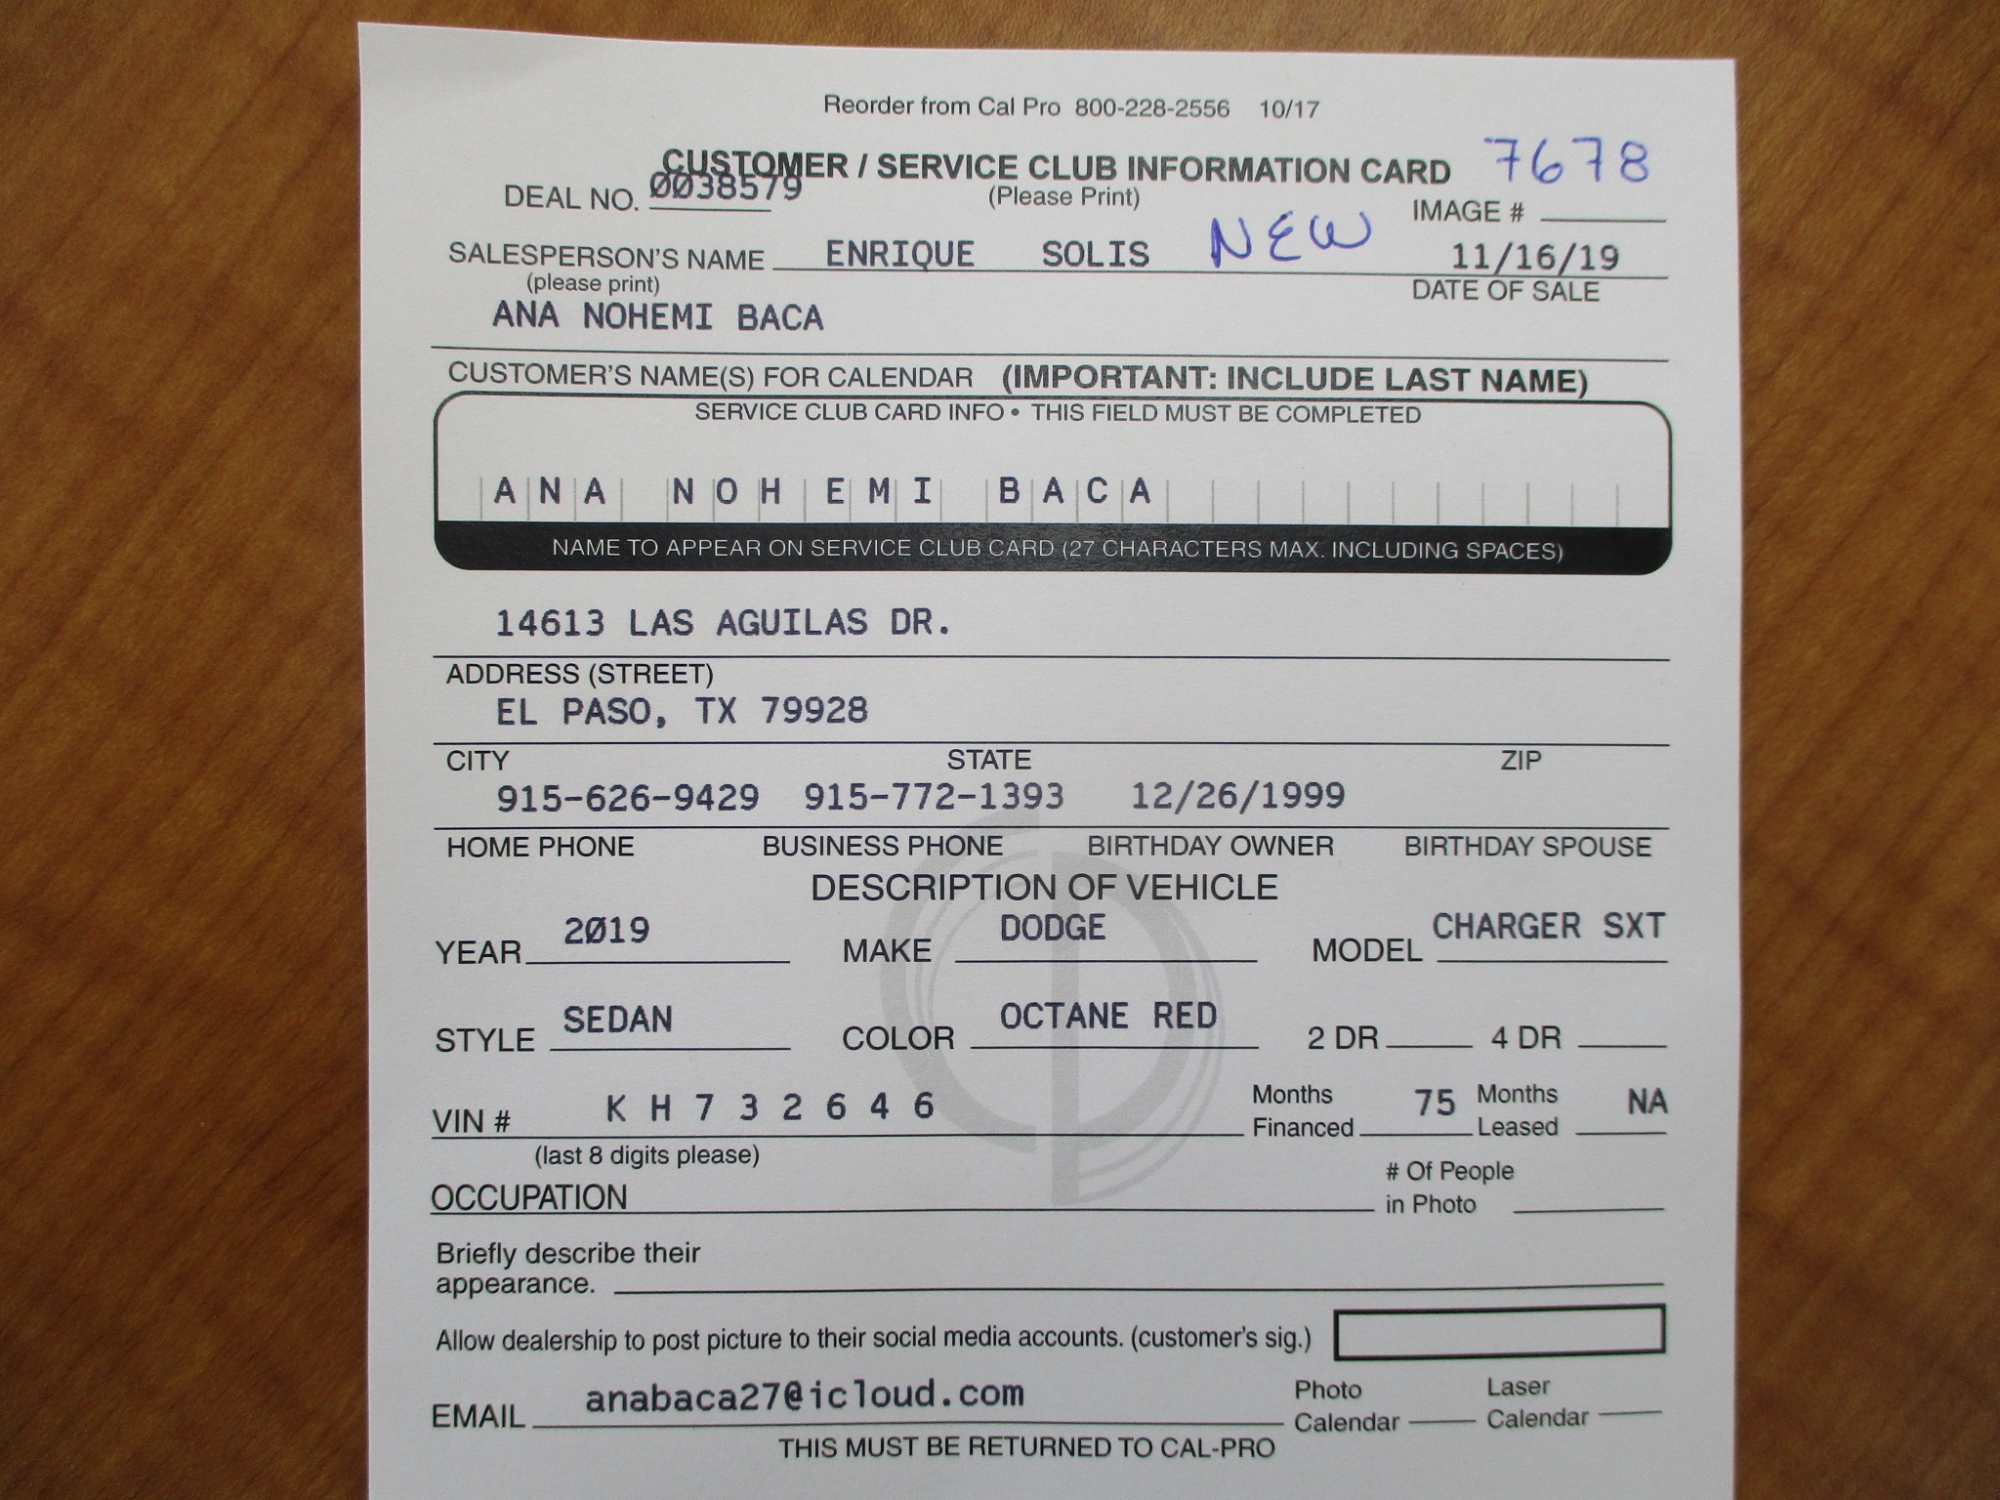 Reorder from Cal Pro 800-228-2556 10/17
CUSTOMER / SERVICE CLUB INFORMATION CARD 7678
DEAL NO. 0038579 (Please Print) IMAGE #
SALESPERSON'S NAME ENRIQUE SOLIS NEW 11/16/19
(please print) DATE OF SALE
ANA NOHEMI BACA
CUSTOMER'S NAME(S) FOR CALENDAR (IMPORTANT: INCLUDE LAST NAME)
SERVICE CLUB CARD INFO • THIS FIELD MUST BE COMPLETED
ANA NOHEMI BACA
NAME TO APPEAR ON SERVICE CLUB CARD (27 CHARACTERS MAX. INCLUDING SPACES)
14613 LAS AGUILAS DR.
ADDRESS (STREET)
EL PASO, TX 79928
CITY STATE ZIP
915-626-9429 915-772-1393 12/26/1999
HOME PHONE BUSINESS PHONE BIRTHDAY OWNER BIRTHDAY SPOUSE
DESCRIPTION OF VEHICLE
YEAR 2019 MAKE DODGE MODEL CHARGER SXT
STYLE SEDAN COLOR OCTANE RED 2 DR 4 DR
VIN # K H 7 3 2 6 4 6 Months Financed 75 Months Leased NA
(last 8 digits please)
OCCUPATION # Of People in Photo
Briefly describe their
appearance.
Allow dealership to post picture to their social media accounts. (customer's sig.)
EMAIL anabaca27@icloud.com Photo Calendar Laser Calendar
THIS MUST BE RETURNED TO CAL-PRO